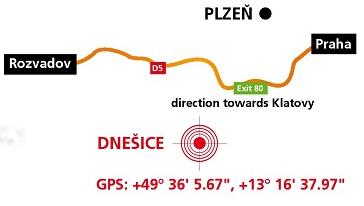 PLZEŇ
Praha
Rozvadov
D5
Exit 80
direction towards Klatovy
DNEŠICE
GPS: +49° 36' 5.67", +13° 16' 37.97"